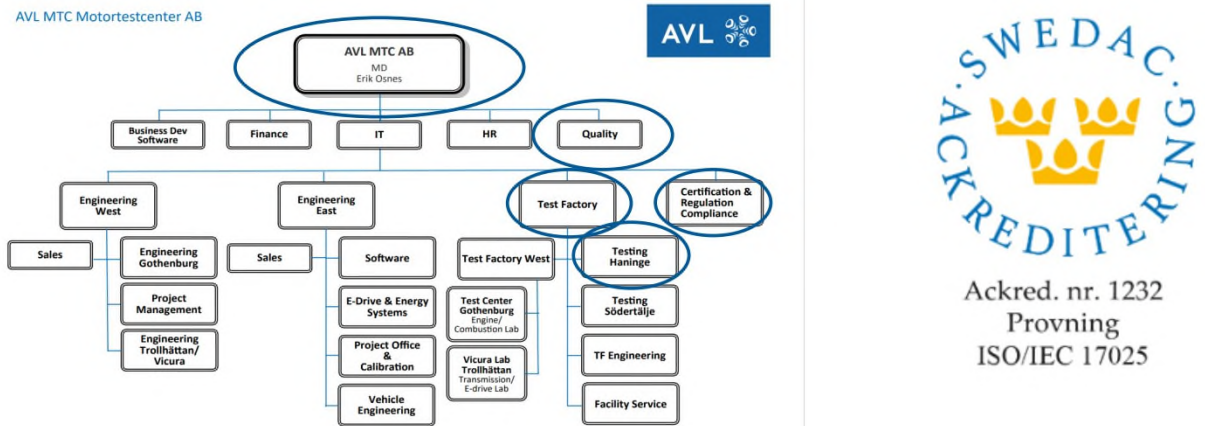 AVL MTC Motortestcenter AB
AVL
AVL MTC AB
MD
Erik Osnes
Business Dev
Software
Finance
IT
HR
Quality
Engineering
West
Engineering
East
Test Factory
Certification &
Regulation
Compliance
Sales
Engineering
Gothenburg
Project
Management
Engineering
Trollhättan/
Vicura
Sales
Software
E-Drive & Energy
Systems
Project Office
&
Calibration
Vehicle
Engineering
Test Factory West
Test Center
Gothenburg
Engine/
Combustion Lab
Vicura Lab
Trollhättan
Transmission/
E-drive Lab
Testing
Haninge
Testing
Södertälje
TF Engineering
Facility Service
SWEDAC
ACKREDITERING
Ackred. nr. 1232
Provning
ISO/IEC 17025